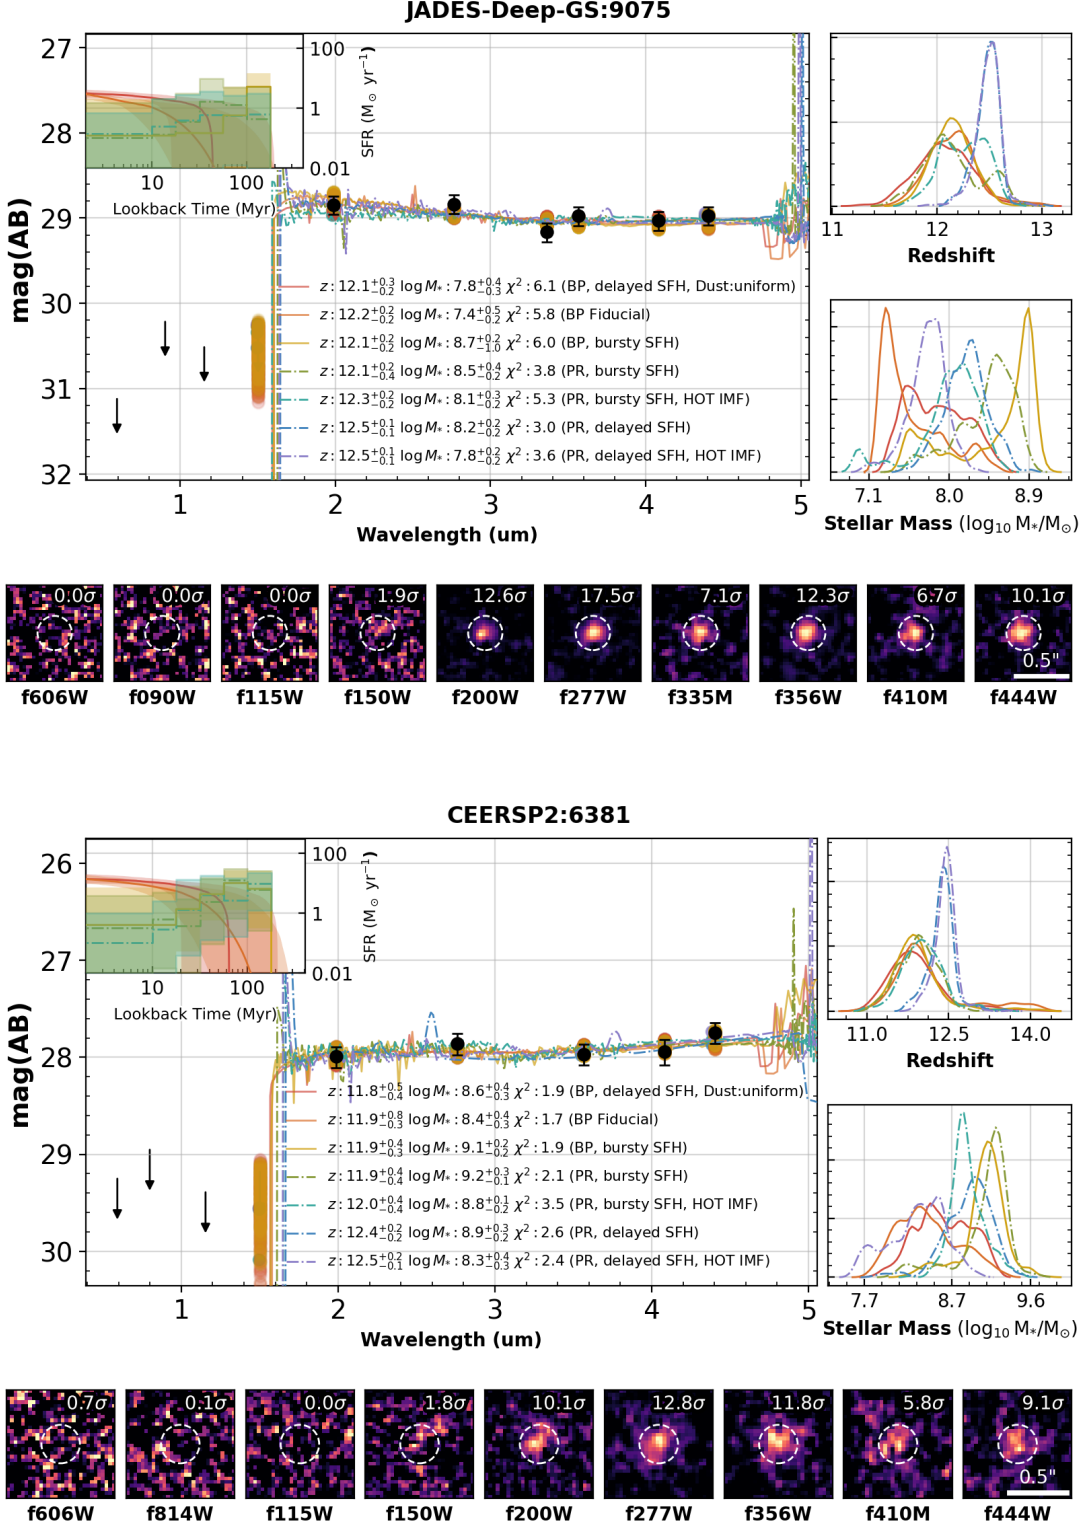 JADES-Deep-GS:9075
27
28
29
30
31
32
mag(AB)
100
1
0.01
SFR (M⊙ yr⁻¹)
10 100
Lookback Time (Myr)
z : 12.1 +0.3 −0.2 log M* : 7.8 +0.4 −0.3 χ² : 6.1 (BP, delayed SFH, Dust:uniform)
z : 12.2 +0.2 −0.2 log M* : 7.4 +0.5 −0.2 χ² : 5.8 (BP Fiducial)
z : 12.1 +0.2 −0.2 log M* : 8.7 +0.2 −1.0 χ² : 6.0 (BP, bursty SFH)
z : 12.1 +0.2 −0.4 log M* : 8.5 +0.4 −0.2 χ² : 3.8 (PR, bursty SFH)
z : 12.3 +0.2 −0.2 log M* : 8.1 +0.3 −0.2 χ² : 5.3 (PR, bursty SFH, HOT IMF)
z : 12.5 +0.1 −0.1 log M* : 8.2 +0.2 −0.2 χ² : 3.0 (PR, delayed SFH)
z : 12.5 +0.1 −0.1 log M* : 7.8 +0.2 −0.2 χ² : 3.6 (PR, delayed SFH, HOT IMF)
1 2 3 4 5
Wavelength (um)
11 12 13
Redshift
7.1 8.0 8.9
Stellar Mass (log₁₀ M*/M⊙)
0.0σ 0.0σ 0.0σ 1.9σ 12.6σ 17.5σ 7.1σ 12.3σ 6.7σ 10.1σ
0.5"
f606W f090W f115W f150W f200W f277W f335M f356W f410M f444W
CEERSP2:6381
26
27
28
29
30
mag(AB)
100
1
0.01
SFR (M⊙ yr⁻¹)
10 100
Lookback Time (Myr)
z : 11.8 +0.5 −0.4 log M* : 8.6 +0.4 −0.3 χ² : 1.9 (BP, delayed SFH, Dust:uniform)
z : 11.9 +0.8 −0.3 log M* : 8.4 +0.4 −0.3 χ² : 1.7 (BP Fiducial)
z : 11.9 +0.4 −0.3 log M* : 9.1 +0.2 −0.2 χ² : 1.9 (BP, bursty SFH)
z : 11.9 +0.4 −0.4 log M* : 9.2 +0.3 −0.1 χ² : 2.1 (PR, bursty SFH)
z : 12.0 +0.4 −0.4 log M* : 8.8 +0.1 −0.2 χ² : 3.5 (PR, bursty SFH, HOT IMF)
z : 12.4 +0.2 −0.2 log M* : 8.9 +0.3 −0.2 χ² : 2.6 (PR, delayed SFH)
z : 12.5 +0.2 −0.1 log M* : 8.3 +0.4 −0.3 χ² : 2.4 (PR, delayed SFH, HOT IMF)
1 2 3 4 5
Wavelength (um)
11.0 12.5 14.0
Redshift
7.7 8.7 9.6
Stellar Mass (log₁₀ M*/M⊙)
0.7σ 0.1σ 0.0σ 1.8σ 10.1σ 12.8σ 11.8σ 5.8σ 9.1σ
0.5"
f606W f814W f115W f150W f200W f277W f356W f410M f444W